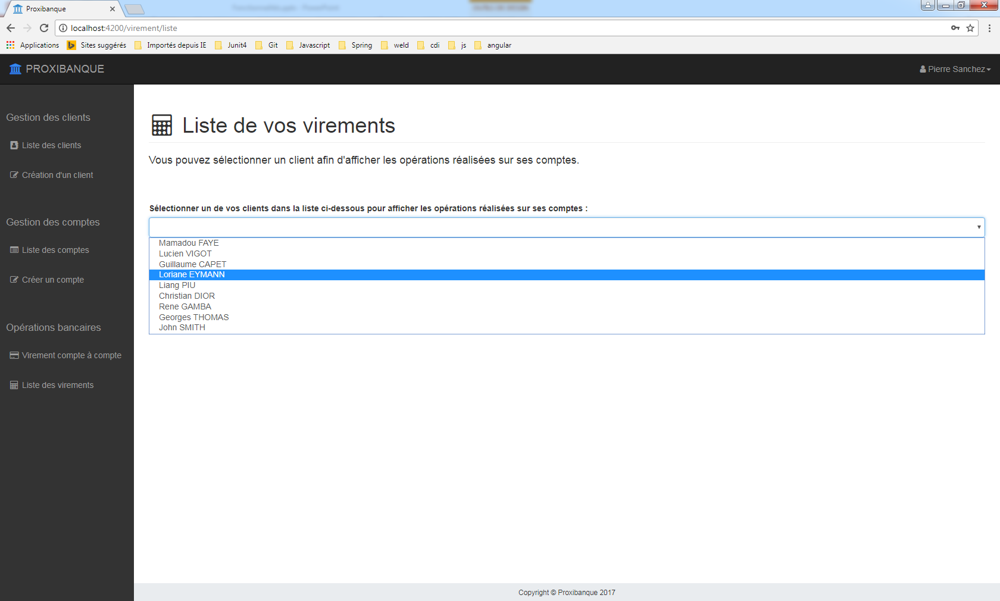 Proxibanque
localhost:4200/virement/liste
Applications
Sites suggérés
Importés depuis IE
Junit4
Git
Javascript
Spring
weld
cdi
js
angular
PROXIBANQUE
Pierre Sanchez
Gestion des clients
Liste des clients
Création d'un client
Gestion des comptes
Liste des comptes
Créer un compte
Opérations bancaires
Virement compte à compte
Liste des virements
Liste de vos virements
Vous pouvez sélectionner un client afin d'afficher les opérations réalisées sur ses comptes.
Sélectionner un de vos clients dans la liste ci-dessous pour afficher les opérations réalisées sur ses comptes :
Mamadou FAYE
Lucien VIGOT
Guillaume CAPET
Loriane EYMANN
Liang PIU
Christian DIOR
Rene GAMBA
Georges THOMAS
John SMITH
Copyright © Proxibanque 2017